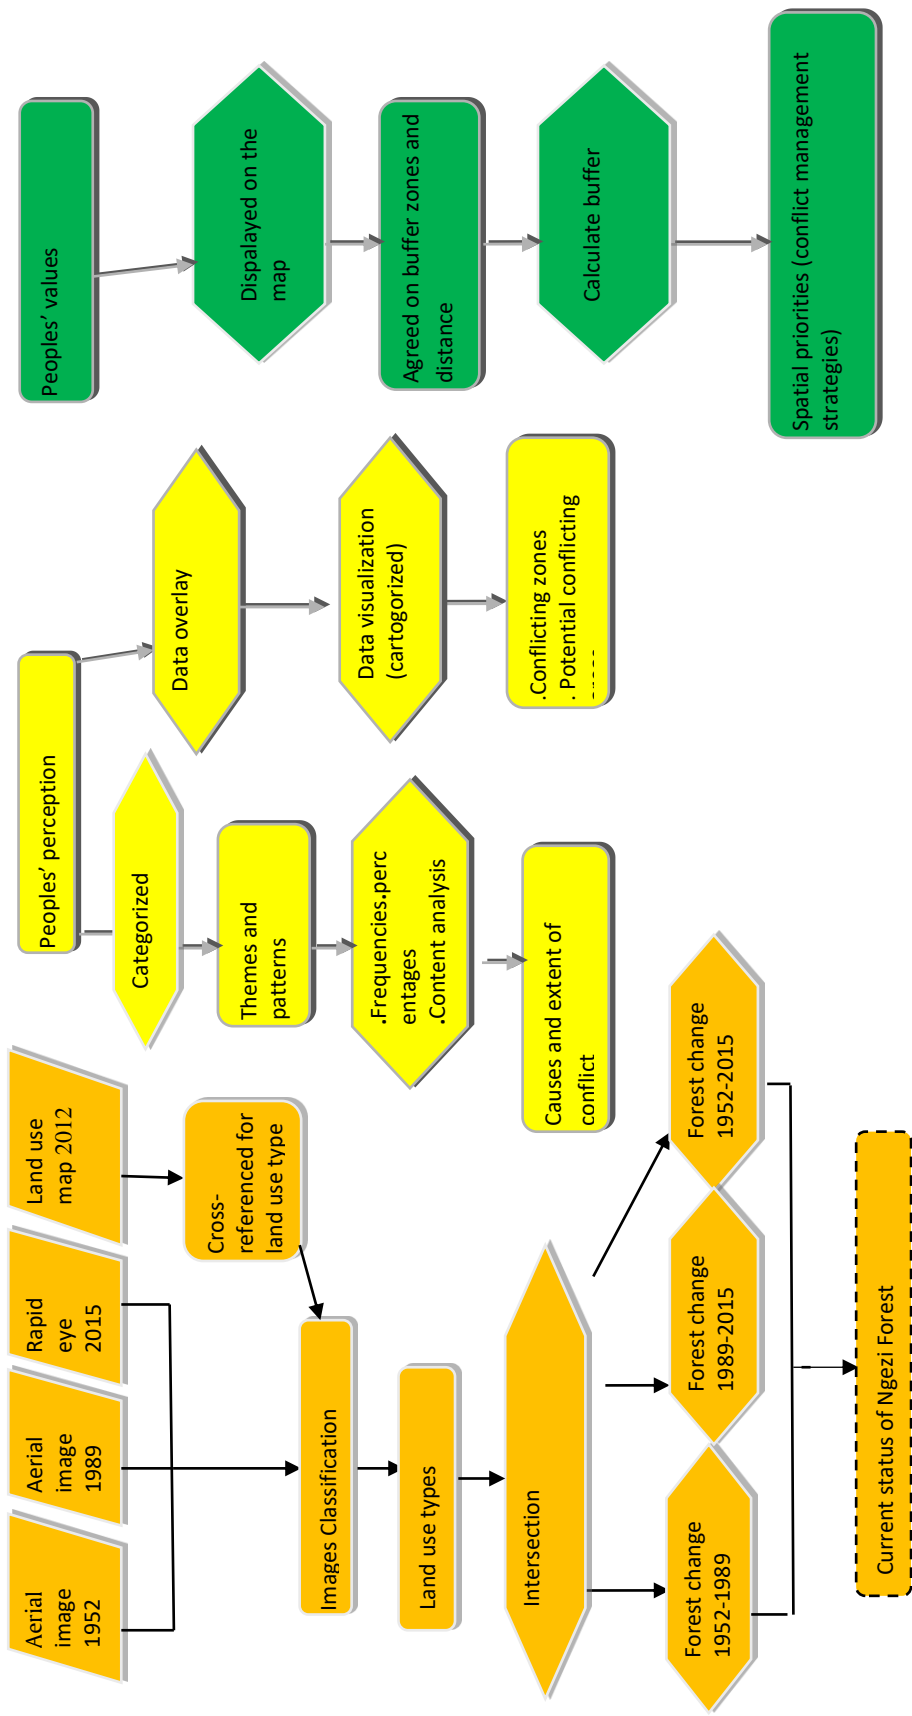 Aerial
image
1952
Aerial
image
1989
Rapid
eye
2015
Land use
map 2012
Cross-
referenced for
land use type
Images Classification
Land use types
Intersection
Forest change
1952-1989
Forest change
1989-2015
Forest change
1952-2015
Current status of Ngezi Forest
Peoples' perception
Categorized
Themes and
patterns
.Frequencies.perc
entages
.Content analysis
Causes and extent of
conflict
Data overlay
Data visualization
(cartogorized)
.Conflicting zones
. Potential conflicting
Peoples' values
Dispalayed on the
map
Agreed on buffer zones and
distance
Calculate buffer
Spatial priorities (conflict management
strategies)